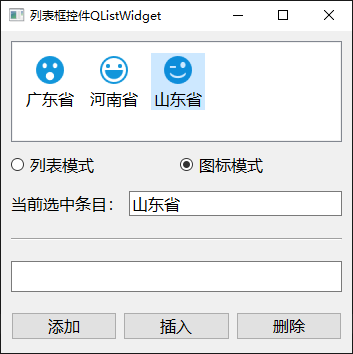 列表框控件QListWidget
广东省 河南省 山东省
列表模式 图标模式
当前选中条目： 山东省
添加 插入 删除